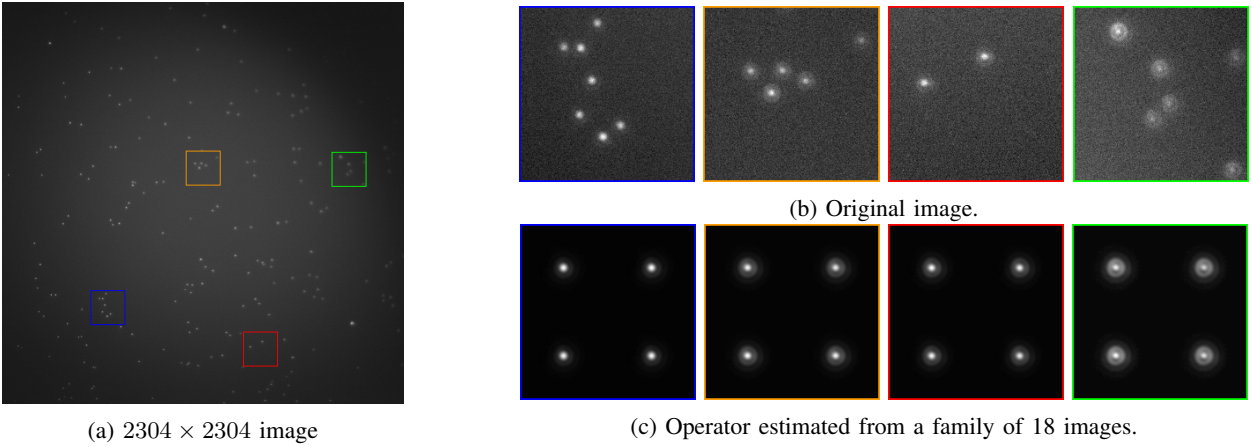 (b) Original image.
(a) 2304 × 2304 image
(c) Operator estimated from a family of 18 images.